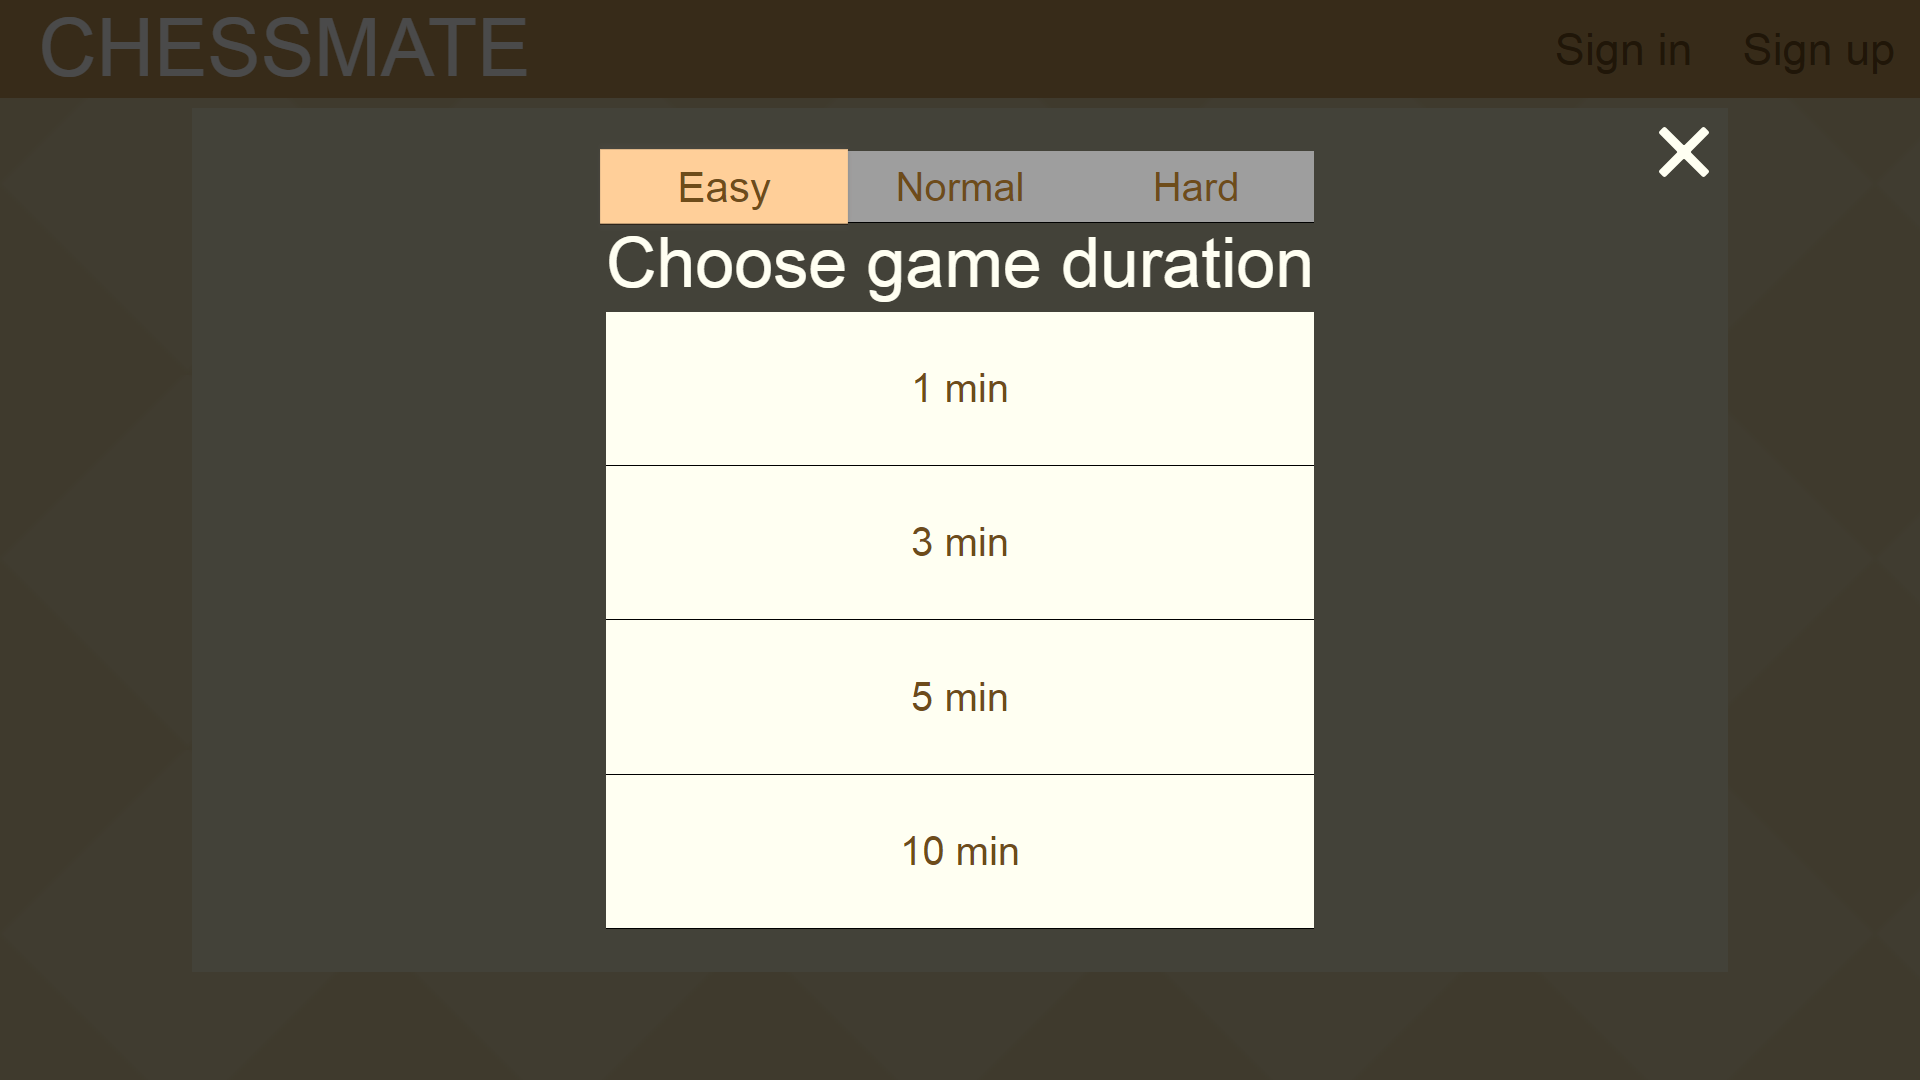 CHESSMATE Sign in Sign up
Easy Normal Hard
Choose game duration
1 min
3 min
5 min
10 min